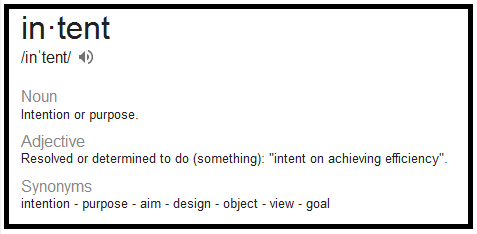 in·tent
/inˈtent/
Noun
Intention or purpose.
Adjective
Resolved or determined to do (something): "intent on achieving efficiency".
Synonyms
intention - purpose - aim - design - object - view - goal